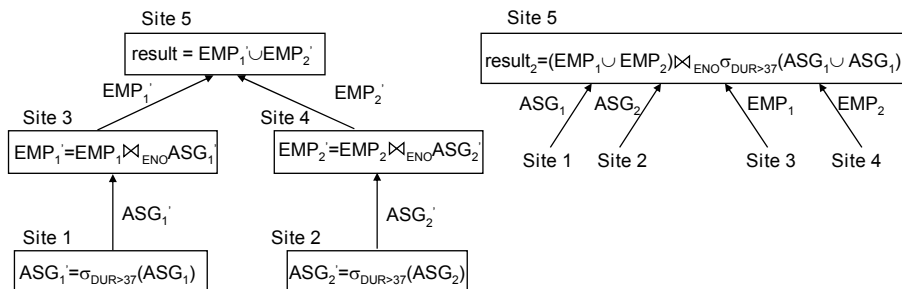 Site 5
result = EMP₁'∪EMP₂'
EMP₁'
EMP₂'
Site 3
EMP₁'=EMP₁⋈ENOASG₁'
Site 4
EMP₂'=EMP₂⋈ENOASG₂'
ASG₁'
ASG₂'
Site 1
ASG₁'=σDUR>37(ASG₁)
Site 2
ASG₂'=σDUR>37(ASG₂)
Site 5
result₂=(EMP₁∪ EMP₂)⋈ENOσDUR>37(ASG₁∪ ASG₁)
ASG₁
ASG₂
EMP₁
EMP₂
Site 1
Site 2
Site 3
Site 4